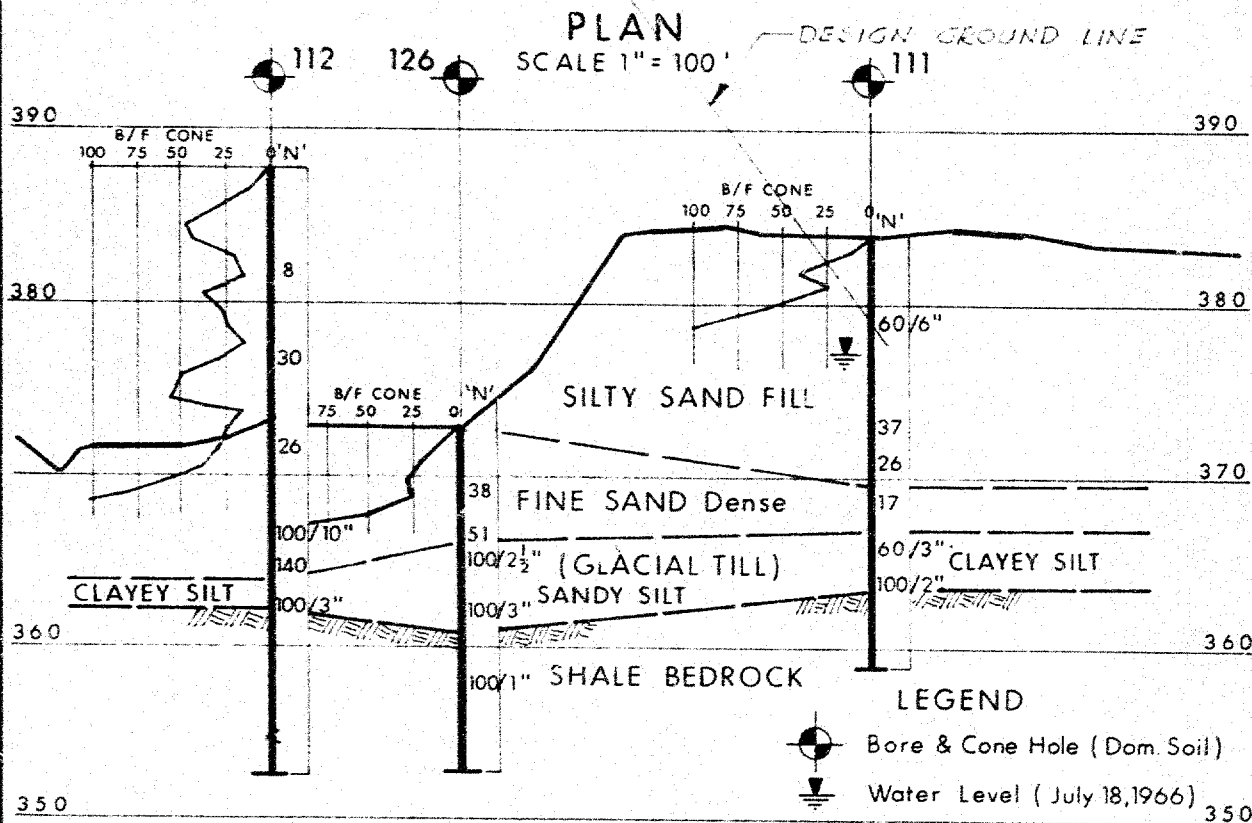 PLAN
SCALE 1" = 100'
DESIGN GROUND LINE
112 126 111
390 390
B/F CONE
100 75 50 25 0 'N'
B/F CONE
100 75 50 25 0 'N'
8
380 380
60/6"
30
B/F CONE 'N'
75 50 25 0
SILTY SAND FILL
37
26
26
370
38 FINE SAND Dense 17
100/10" 51
100/2½" (GLACIAL TILL) 60/3" CLAYEY SILT
140
CLAYEY SILT 100/3" 100/3" SANDY SILT 100/2"
360 360
100/1" SHALE BEDROCK
LEGEND
Bore & Cone Hole (Dom. Soil)
Water Level (July 18,1966)
350 350